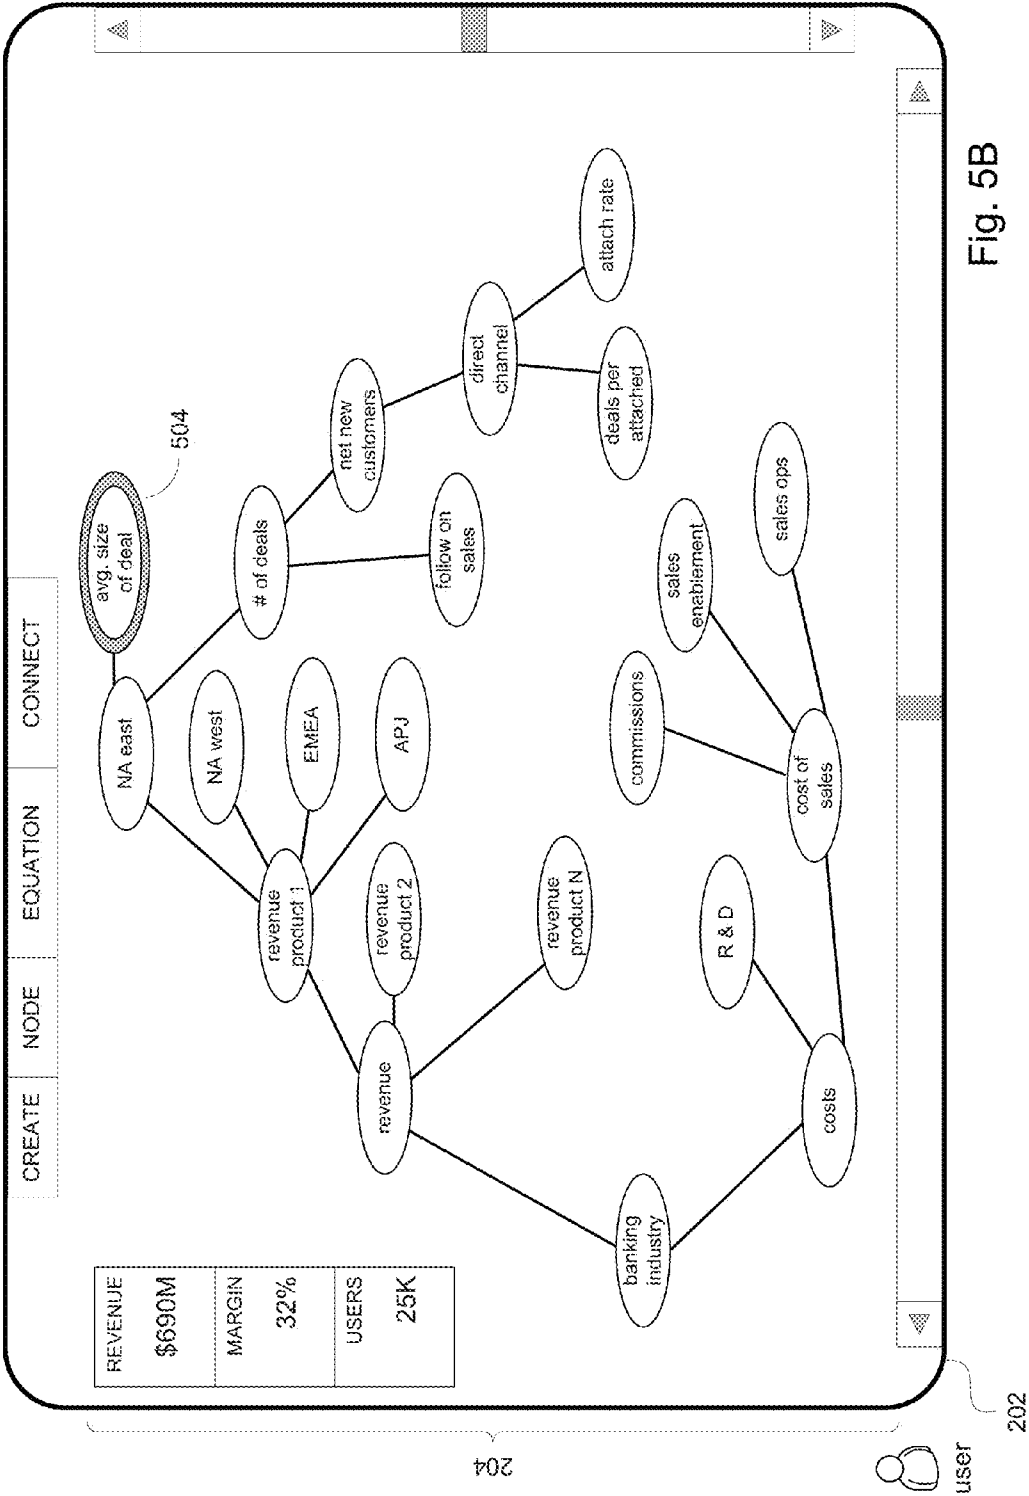 CREATE
NODE
EQUATION
CONNECT
REVENUE
$690M
MARGIN
32%
USERS
25K
avg. size
of deal
504
NA east
# of deals
net new
customers
NA west
EMEA
APJ
follow on
sales
direct
channel
attach rate
deals per
attached
revenue
product 1
revenue
product 2
revenue
product N
revenue
banking
industry
costs
R & D
cost of
sales
commissions
sales
enablement
sales ops
204
user
202
Fig. 5B